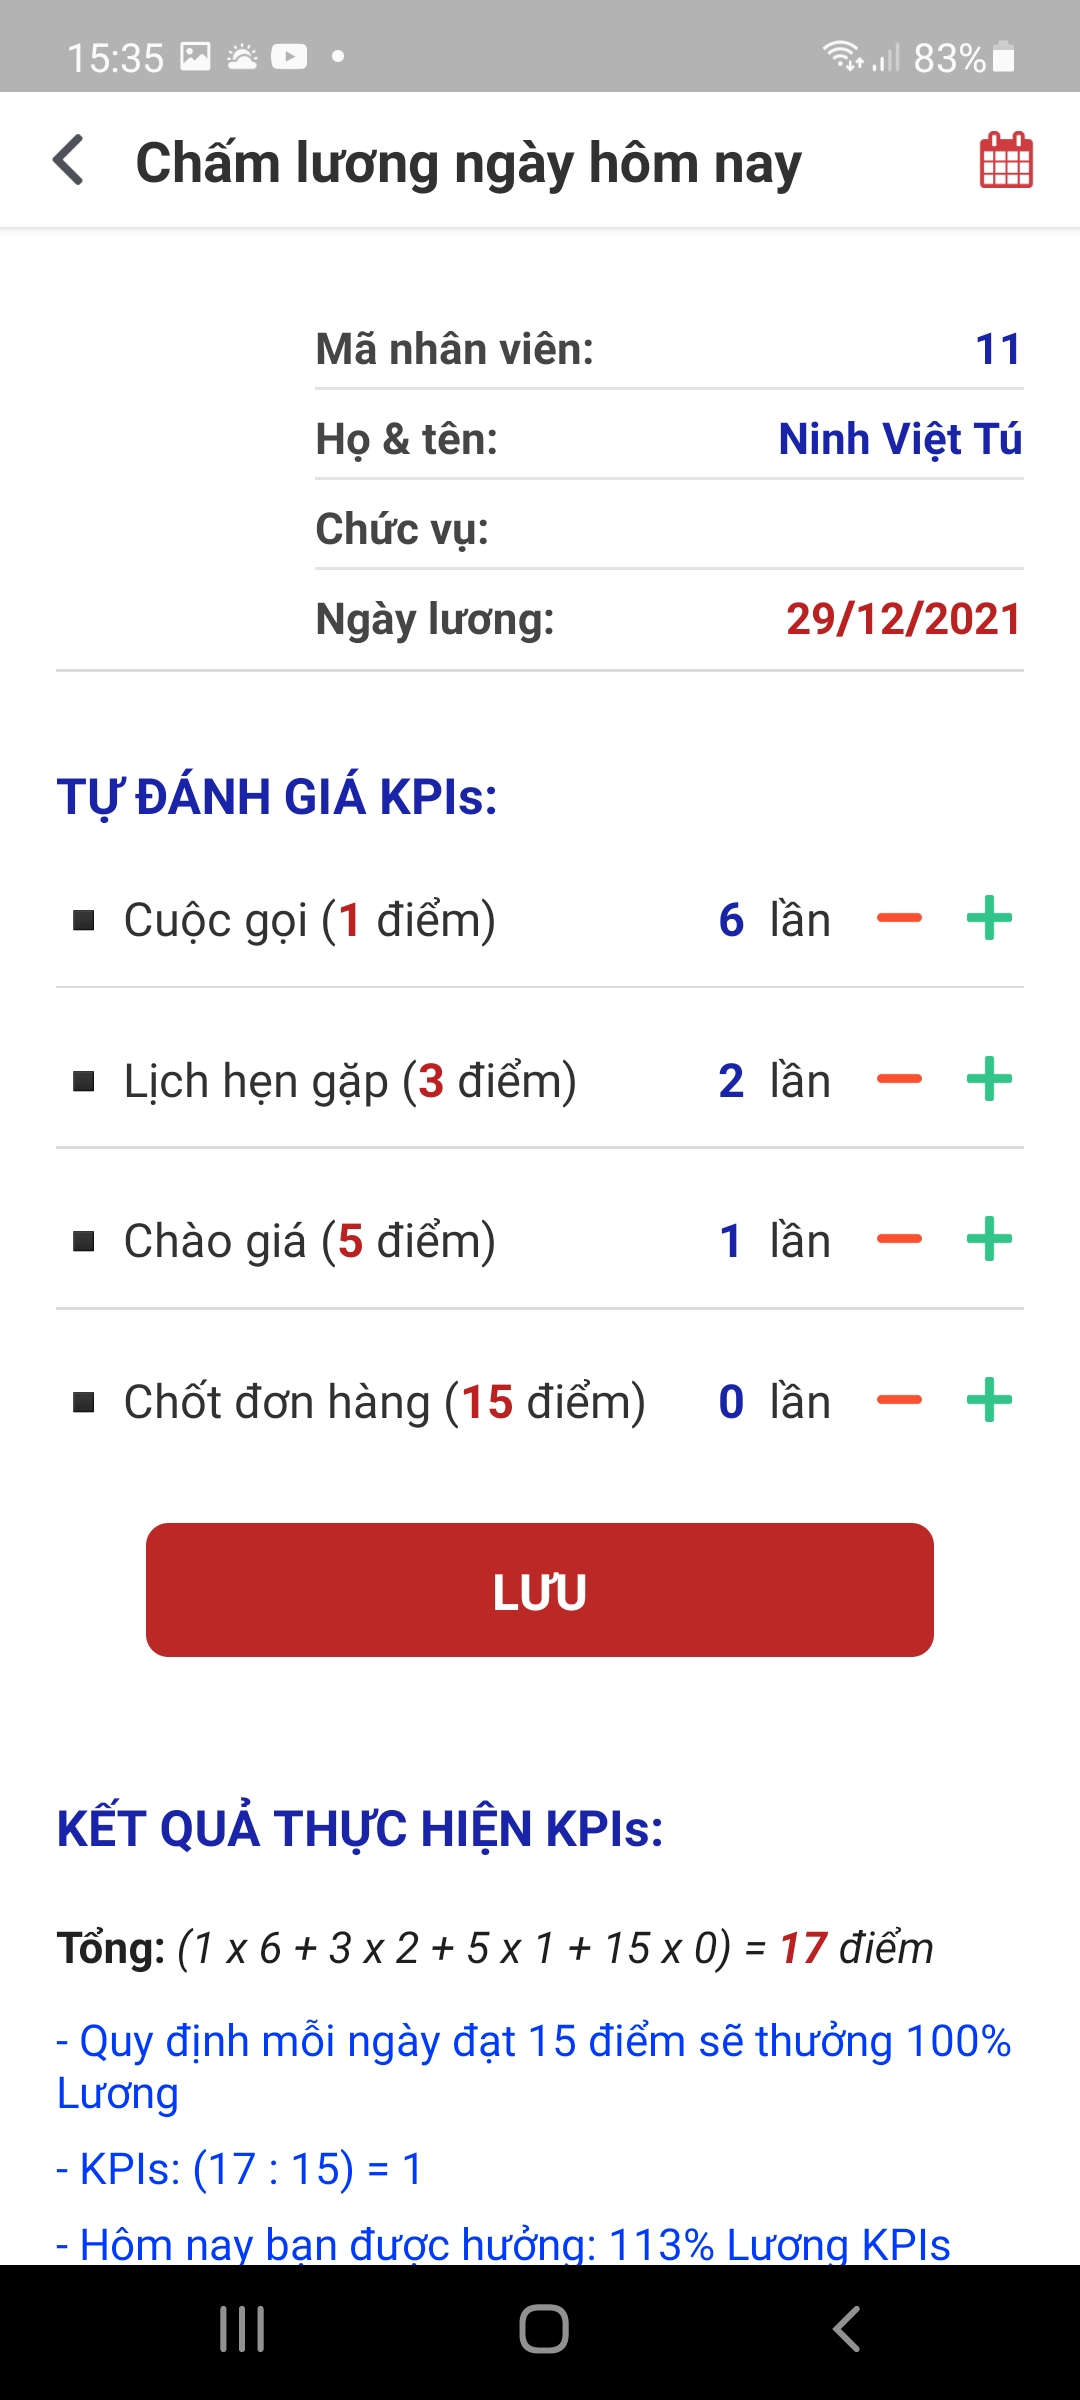 15:35 83%
Chấm lương ngày hôm nay
Mã nhân viên: 11
Họ & tên: Ninh Việt Tú
Chức vụ:
Ngày lương: 29/12/2021
TỰ ĐÁNH GIÁ KPIs:
Cuộc gọi (1 điểm) 6 lần
Lịch hẹn gặp (3 điểm) 2 lần
Chào giá (5 điểm) 1 lần
Chốt đơn hàng (15 điểm) 0 lần
LƯU
KẾT QUẢ THỰC HIỆN KPIs:
Tổng: (1 x 6 + 3 x 2 + 5 x 1 + 15 x 0) = 17 điểm
- Quy định mỗi ngày đạt 15 điểm sẽ thưởng 100%
Lương
- KPIs: (17 : 15) = 1
- Hôm nay bạn được hưởng: 113% Lương KPIs